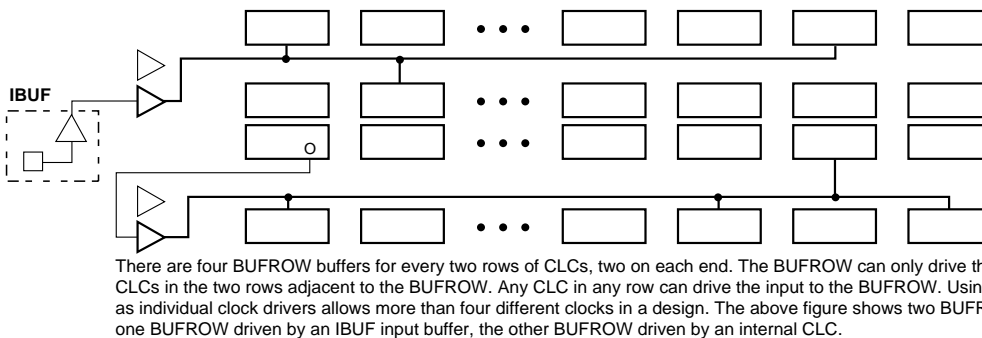 IBUF
O
There are four BUFROW buffers for every two rows of CLCs, two on each end. The BUFROW can only drive
CLCs in the two rows adjacent to the BUFROW. Any CLC in any row can drive the input to the BUFROW.
as individual clock drivers allows more than four different clocks in a design. The above figure shows two
one BUFROW driven by an IBUF input buffer, the other BUFROW driven by an internal CLC.